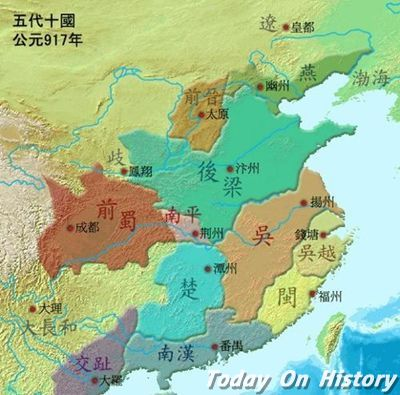 五代十國
公元917年
遼
皇都
燕
渤海
幽州
前晉
太原
岐
鳳翔
後梁
汴州
前蜀
成都
南平
荆州
揚州
吳
錢塘
吳越
潭州
楚
閩
福州
大理
大長和
南漢
番禺
交趾
大羅
Today On History